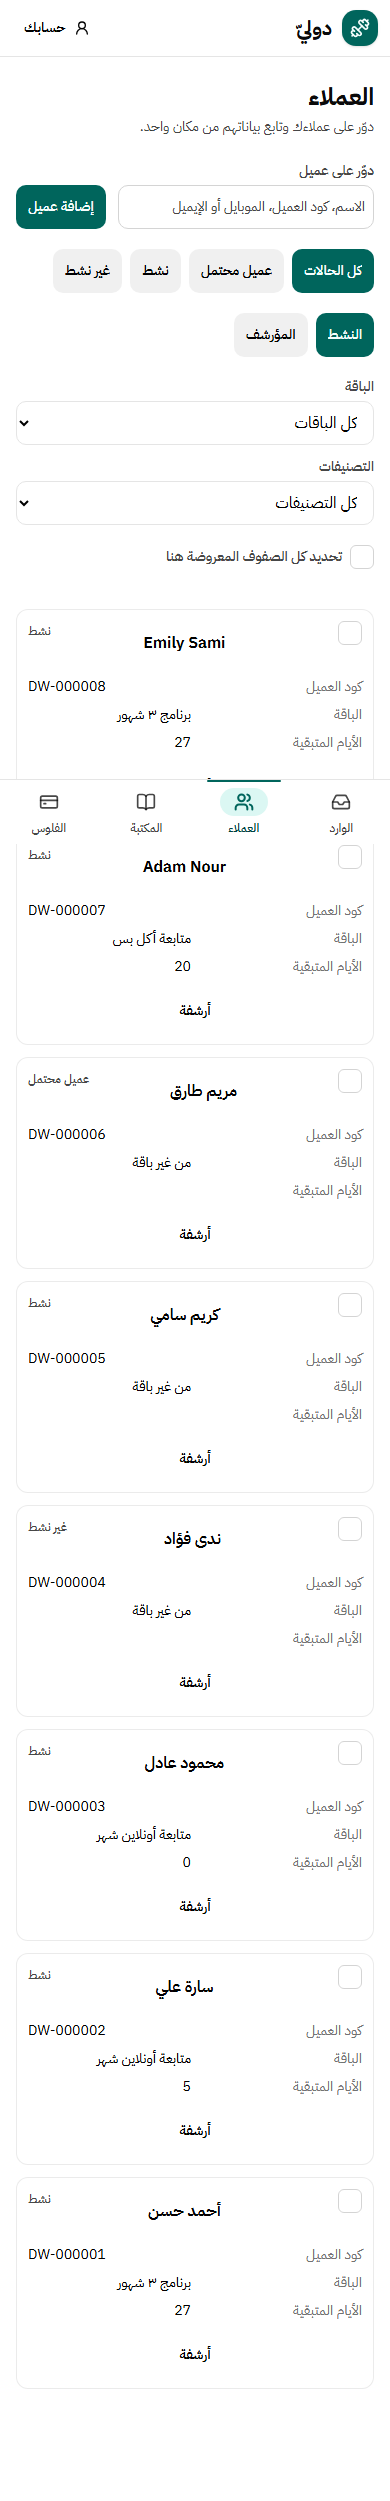 دوليّ
حسابك
العملاء
دوّر على عملاءك وتابع بياناتهم من مكان واحد.
دوّر على عميل
الاسم، كود العميل، الموبايل أو الإيميل
إضافة عميل
كل الحالات
عميل محتمل
نشط
غير نشط
النشط
المؤرشف
الباقة
كل الباقات
التصنيفات
كل التصنيفات
تحديد كل الصفوف المعروضة هنا
نشط
Emily Sami
كود العميل DW-000008
الباقة برنامج ٣ شهور
الأيام المتبقية 27
الوارد
العملاء
المكتبة
الفلوس
نشط
Adam Nour
كود العميل DW-000007
الباقة متابعة أكل بس
الأيام المتبقية 20
أرشفة
عميل محتمل
مريم طارق
كود العميل DW-000006
الباقة من غير باقة
الأيام المتبقية
أرشفة
نشط
كريم سامي
كود العميل DW-000005
الباقة من غير باقة
الأيام المتبقية
أرشفة
غير نشط
ندى فؤاد
كود العميل DW-000004
الباقة من غير باقة
الأيام المتبقية
أرشفة
نشط
محمود عادل
كود العميل DW-000003
الباقة متابعة أونلاين شهر
الأيام المتبقية 0
أرشفة
نشط
سارة علي
كود العميل DW-000002
الباقة متابعة أونلاين شهر
الأيام المتبقية 5
أرشفة
نشط
أحمد حسن
كود العميل DW-000001
الباقة برنامج ٣ شهور
الأيام المتبقية 27
أرشفة